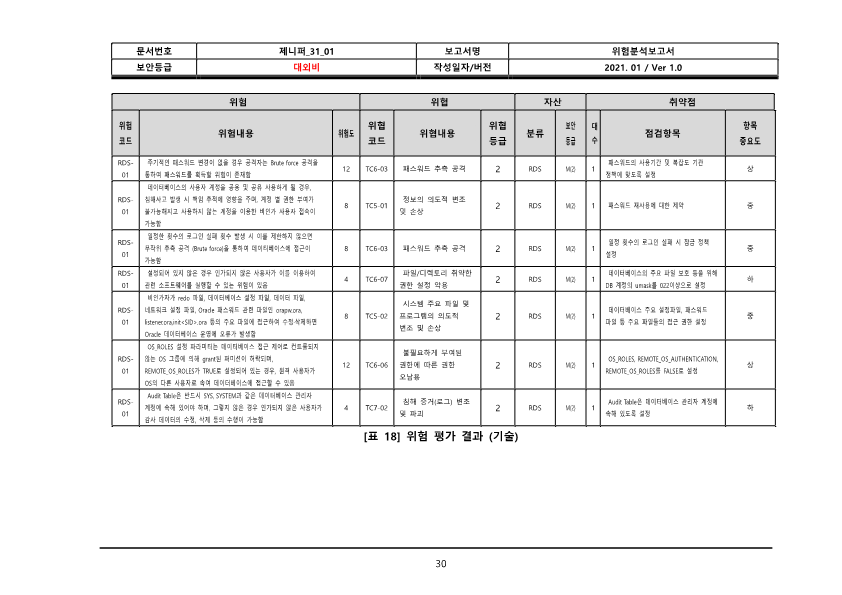 문서번호 제니퍼_31_01 보고서명 위험분석보고서
보안등급 대외비 작성일자/버전 2021. 01 / Ver 1.0
위험 위협 자산 취약점
위험 코드 위험내용 위험도 위협 코드 위협내용 위협 등급 분류 보안 등급 대 수 점검항목 항목 중요도
RDS-
01
주기적인 패스워드 변경이 없을 경우 공격자는 Brute force 공격을
통하여 패스워드를 획득할 위험이 존재함
12 TC6-03 패스워드 추측 공격 2 RDS M(2) 1
패스워드의 사용기간 및 복잡도 기관
정책에 맞도록 설정
상
RDS-
01
데이터베이스의 사용자 계정을 공용 및 공유 사용하게 될 경우,
침해사고 발생 시 책임 추적에 영향을 주며, 계정 별 권한 부여가
불가능해지고 사용하지 않는 계정을 이용한 비인가 사용자 접속이
가능함
8 TC5-01
정보의 의도적 변조
및 손상
2 RDS M(2) 1 패스워드 재사용에 대한 제약 중
RDS-
01
일정한 횟수의 로그인 실패 횟수 발생 시 이를 제한하지 않으면
무작위 추측 공격 (Brute force)을 통하여 데이터베이스에 접근이
가능함
8 TC6-03 패스워드 추측 공격 2 RDS M(2) 1
일정 횟수의 로그인 실패 시 잠금 정책
설정
중
RDS-
01
설정되어 있지 않은 경우 인가되지 않은 사용자가 이를 이용하여
관련 소프트웨어를 실행할 수 있는 위험이 있음
4 TC6-07
파일/디렉토리 취약한
권한 설정 악용
2 RDS M(2) 1
데이터베이스의 주요 파일 보호 등을 위해
DB 계정의 umask를 022이상으로 설정
하
RDS-
01
비인가자가 redo 파일, 데이터베이스 설정 파일, 데이터 파일,
네트워크 설정 파일, Oracle 패스워드 관련 파일인 orapw.ora,
listener.ora,init<SID>.ora 등의 주요 파일에 접근하여 수정·삭제하면
Oracle 데이터베이스 운영에 오류가 발생함
8 TC5-02
시스템 주요 파일 및
프로그램의 의도적
변조 및 손상
2 RDS M(2) 1
데이터베이스 주요 설정파일, 패스워드
파일 등 주요 파일들의 접근 권한 설정
중
RDS-
01
OS_ROLES 설정 파라미터는 데이터베이스 접근 제어로 컨트롤되지
않는 OS 그룹에 의해 grant된 퍼미션이 허락되며,
REMOTE_OS_ROLES가 TRUE로 설정되어 있는 경우, 원격 사용자가
OS의 다른 사용자로 속여 데이터베이스에 접근할 수 있음
12 TC6-06
불필요하게 부여된
권한에 따른 권한
오남용
2 RDS M(2) 1
OS_ROLES, REMOTE_OS_AUTHENTICATION,
REMOTE_OS_ROLES를 FALSE로 설정
상
RDS-
01
Audit Table은 반드시 SYS, SYSTEM과 같은 데이터베이스 관리자
계정에 속해 있어야 하며, 그렇지 않은 경우 인가되지 않은 사용자가
감사 데이터의 수정, 삭제 등의 수행이 가능함
4 TC7-02
침해 증거(로그) 변조
및 파괴
2 RDS M(2) 1
Audit Table은 데이터베이스 관리자 계정에
속해 있도록 설정
하
[표 18] 위험 평가 결과 (기술)
30